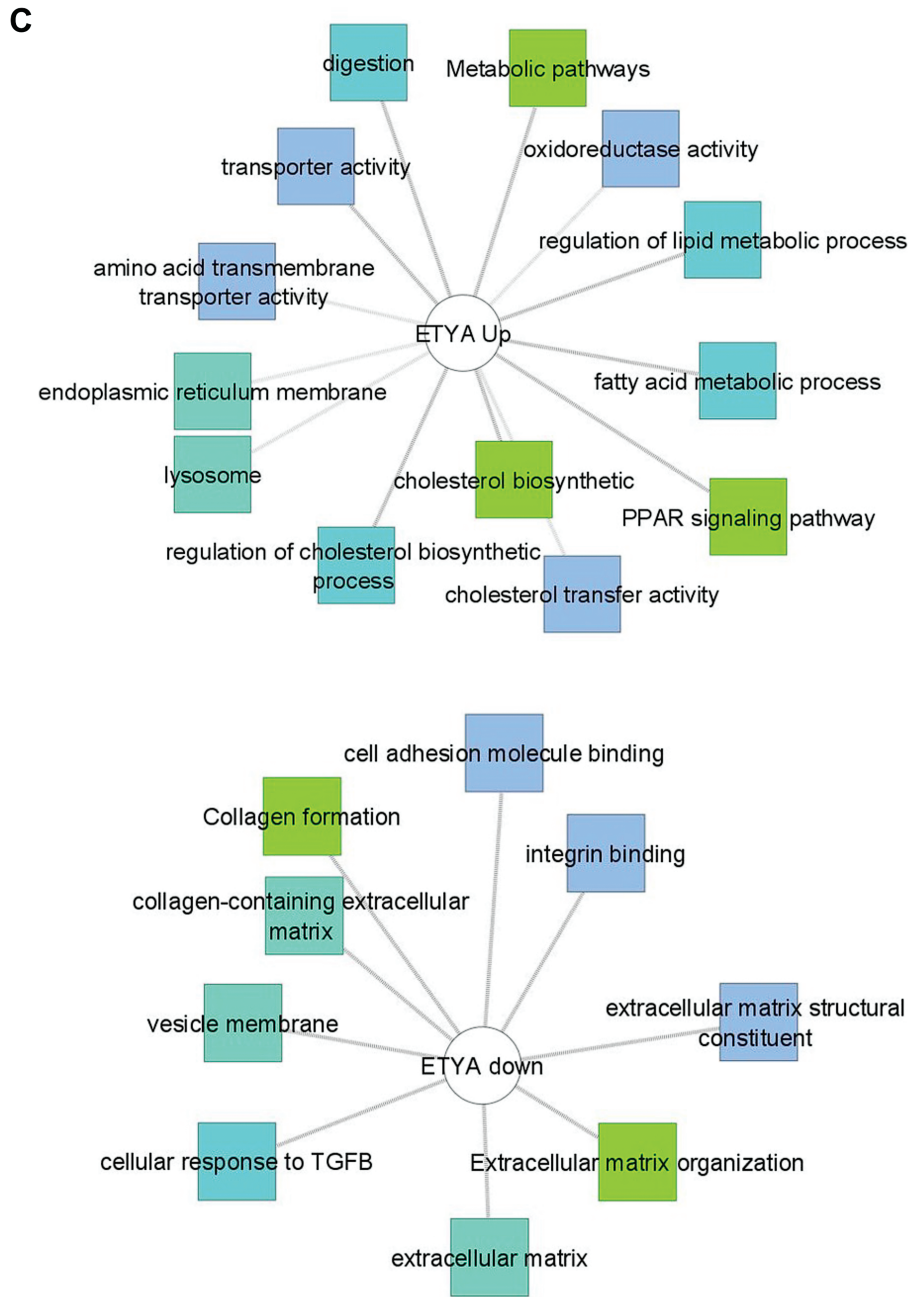 C
digestion
Metabolic pathways
oxidoreductase activity
transporter activity
regulation of lipid metabolic process
amino acid transmembrane
transporter activity
ETYA Up
endoplasmic reticulum membrane
fatty acid metabolic process
lysosome
cholesterol biosynthetic
PPAR signaling pathway
regulation of cholesterol biosynthetic
process
cholesterol transfer activity
cell adhesion molecule binding
Collagen formation
integrin binding
collagen-containing extracellular
matrix
extracellular matrix structural
constituent
vesicle membrane
ETYA down
cellular response to TGFB
Extracellular matrix organization
extracellular matrix